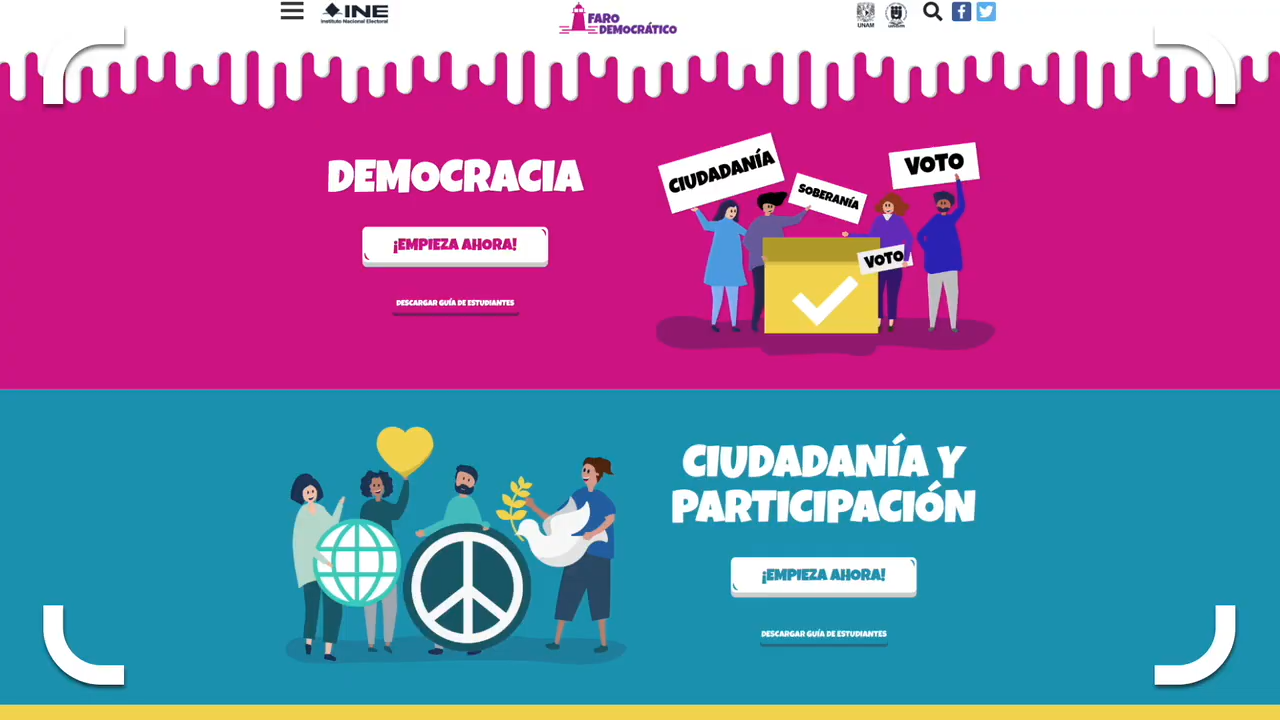 INE
Instituto Nacional Electoral
FARO
DEMOCRÁTICO
UNAM
DEMOCRACIA
¡EMPIEZA AHORA!
DESCARGAR GUÍA DE ESTUDIANTES
CIUDADANÍA
SOBERANÍA
VOTO
VOTO
CIUDADANÍA Y
PARTICIPACIÓN
¡EMPIEZA AHORA!
DESCARGAR GUÍA DE ESTUDIANTES